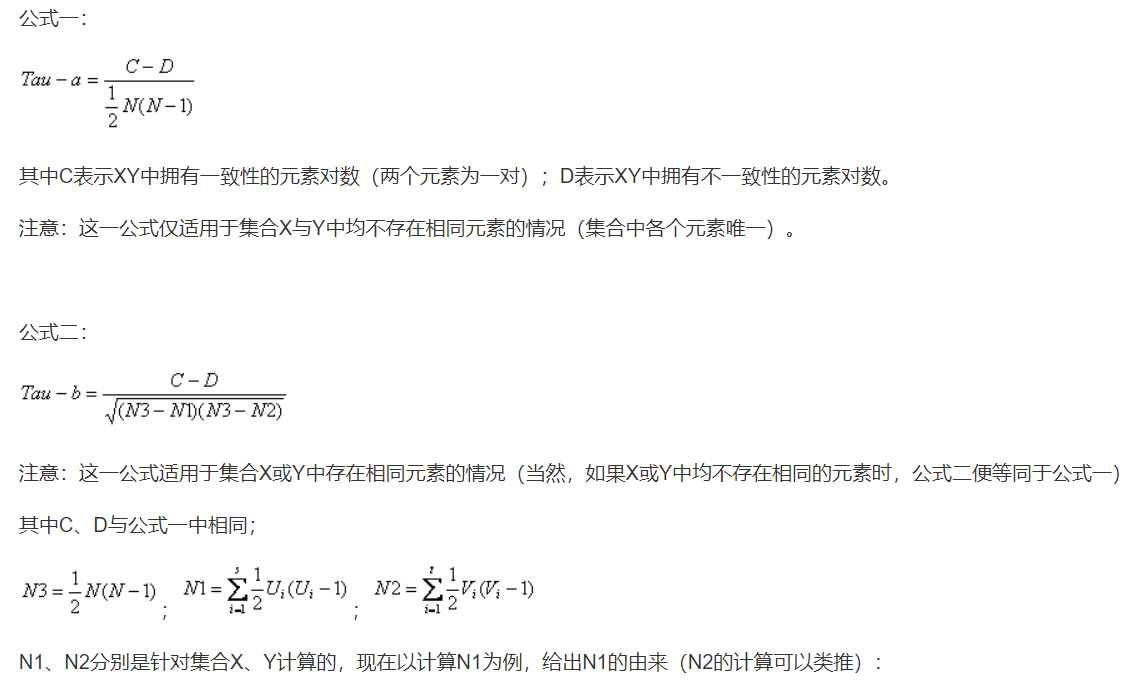 公式一：
Tau - a = \frac{C - D}{\frac{1}{2} N(N - 1)}
其中C表示XY中拥有一致性的元素对数（两个元素为一对）；D表示XY中拥有不一致性的元素对数。
注意：这一公式仅适用于集合X与Y中均不存在相同元素的情况（集合中各个元素唯一）。
公式二：
Tau - b = \frac{C - D}{\sqrt{(N3 - N1)(N3 - N2)}}
注意：这一公式适用于集合X或Y中存在相同元素的情况（当然，如果X或Y中均不存在相同的元素时，公式二便等同于公式一）
其中C、D与公式一中相同；
N3 = \frac{1}{2} N(N - 1)； N1 = \sum_{i=1}^{s} \frac{1}{2} U_i(U_i - 1)； N2 = \sum_{i=1}^{t} \frac{1}{2} V_i(V_i - 1)
N1、N2分别是针对集合X、Y计算的，现在以计算N1为例，给出N1的由来（N2的计算可以类推）：